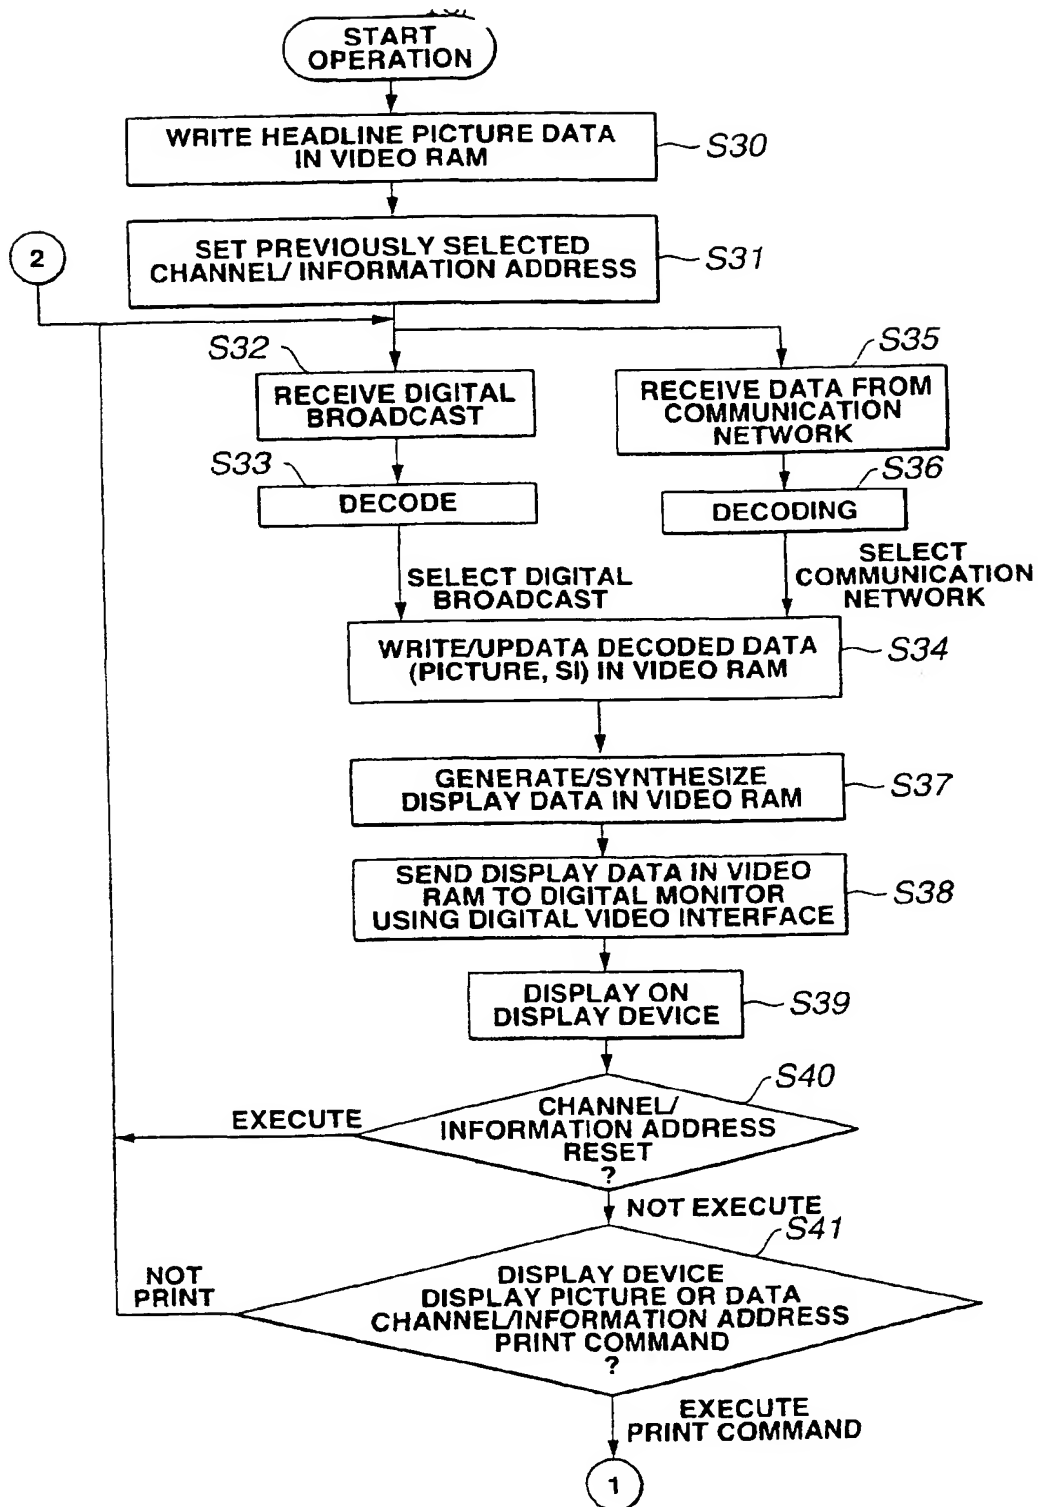 START
OPERATION
WRITE HEADLINE PICTURE DATA
IN VIDEO RAM
S30
SET PREVIOUSLY SELECTED
CHANNEL/ INFORMATION ADDRESS
S31
2
S32
RECEIVE DIGITAL
BROADCAST
S35
RECEIVE DATA FROM
COMMUNICATION
NETWORK
S33
DECODE
S36
DECODING
SELECT DIGITAL
BROADCAST
SELECT
COMMUNICATION
NETWORK
WRITE/UPDATA DECODED DATA
(PICTURE, SI) IN VIDEO RAM
S34
GENERATE/SYNTHESIZE
DISPLAY DATA IN VIDEO RAM
S37
SEND DISPLAY DATA IN VIDEO
RAM TO DIGITAL MONITOR
USING DIGITAL VIDEO INTERFACE
S38
DISPLAY ON
DISPLAY DEVICE
S39
S40
EXECUTE
CHANNEL/
INFORMATION ADDRESS
RESET
?
NOT EXECUTE
S41
NOT
PRINT
DISPLAY DEVICE
DISPLAY PICTURE OR DATA
CHANNEL/INFORMATION ADDRESS
PRINT COMMAND
?
EXECUTE
PRINT COMMAND
1